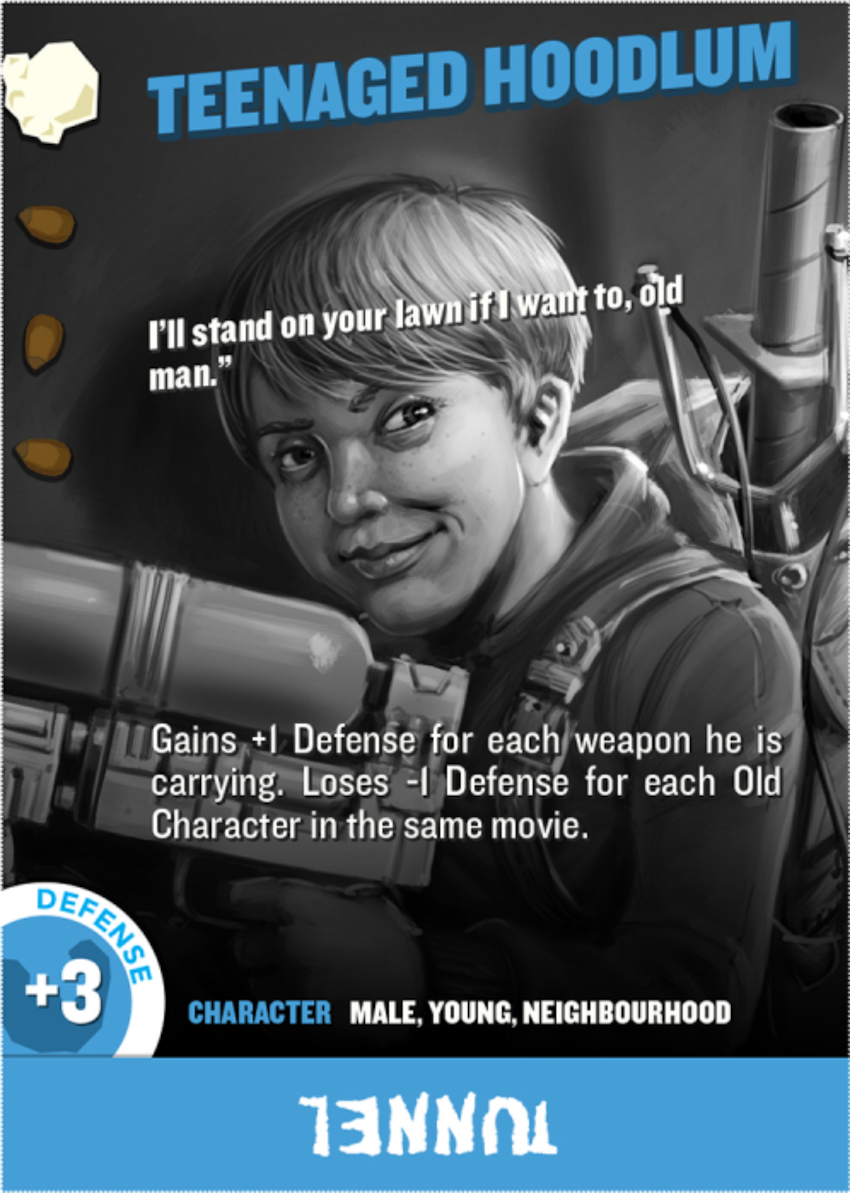 TEENAGED HOODLUM
I’ll stand on your lawn if I want to, old
man.”
Gains +1 Defense for each weapon he is
carrying. Loses -1 Defense for each Old
Character in the same movie.
DEFENSE
+3
CHARACTER MALE, YOUNG, NEIGHBOURHOOD
TUNNEL